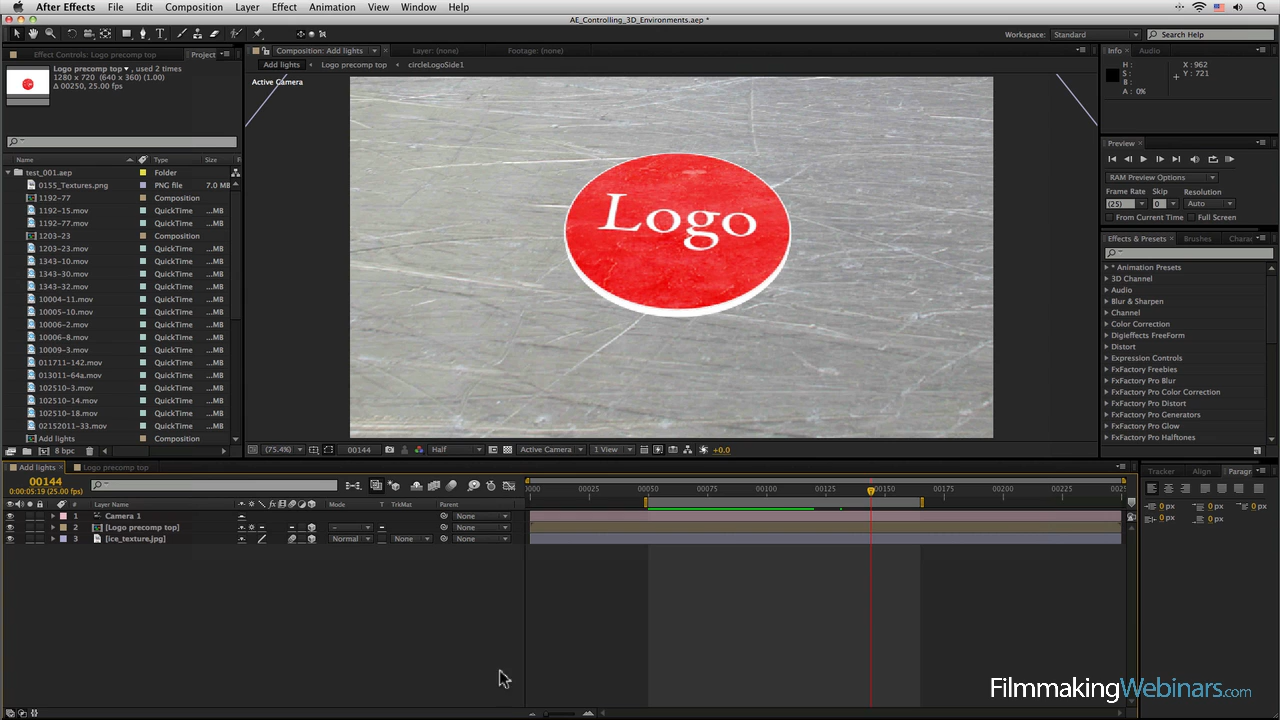 After Effects File Edit Composition Layer Effect Animation View Window Help
AE_Controlling_3D_Environments.aep *
Workspace: Standard Search Help
Effect Controls: Logo precomp top Project
Composition: Add lights Layer: (none) Footage: (none)
Info Audio
Logo precomp top , used 2 times
1280 x 720 (640 x 360) (1.00)
Δ 00250, 25.00 fps
Add lights Logo precomp top circleLogoSide1
Active Camera
H :
S :
B :
A : 0%
X : 962
Y : 721
Preview
RAM Preview Options
Frame Rate Skip Resolution
(25) 0 Auto
From Current Time Full Screen
Effects & Presets Brushes Charac
* Animation Presets
3D Channel
Audio
Blur & Sharpen
Channel
Color Correction
Digieffects FreeForm
Distort
Expression Controls
FxFactory Freebies
FxFactory Pro Blur
FxFactory Pro Color Correction
FxFactory Pro Distort
FxFactory Pro Generators
FxFactory Pro Glow
FxFactory Pro Halftones
Name Type Size
test_001.aep Folder
0155_Textures.png PNG file 7.0 MB
1192-77 Composition
1192-15.mov QuickTime ...MB
1192-77.mov QuickTime ...MB
1203-23 Composition
1203-23.mov QuickTime ...MB
1343-10.mov QuickTime ...MB
1343-30.mov QuickTime ...MB
1343-32.mov QuickTime ...MB
10004-11.mov QuickTime ...MB
10005-10.mov QuickTime ...MB
10006-2.mov QuickTime ...MB
10006-8.mov QuickTime ...MB
10009-3.mov QuickTime ...MB
011711-142.mov QuickTime ...MB
013011-64a.mov QuickTime ...MB
102510-3.mov QuickTime ...MB
102510-14.mov QuickTime ...MB
102510-18.mov QuickTime ...MB
02152011-33.mov QuickTime ...MB
Add lights Composition
8 bpc
Logo
(75.4%) 00144 Half Active Camera 1 View +0.0
Add lights Logo precomp top
00144
0:00:05:19 (25.00 fps)
# Layer Name Mode T TrkMat Parent
1 Camera 1 None
2 [Logo precomp top] - None
3 [ice_texture.jpg] Normal None None
0000 00025 00050 00075 00100 00125 00150 00175 00200 00225 0025
Tracker Align Paragr
0 px 0 px 0 px
0 px 0 px
FilmmakingWebinars.com